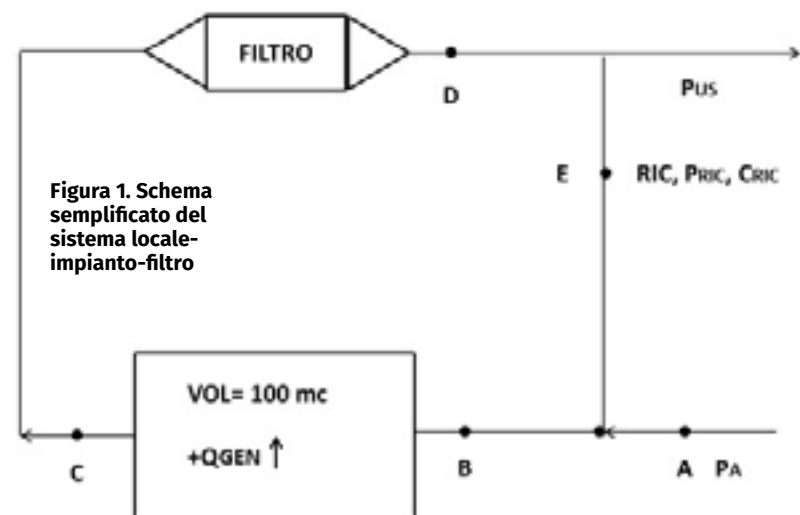 FILTRO
D
PUS
E RIC, PRIC, CRIC
Figura 1. Schema
semplificato del
sistema locale-
impianto-filtro
VOL= 100 mc
+QGEN ↑
C
B
A PA